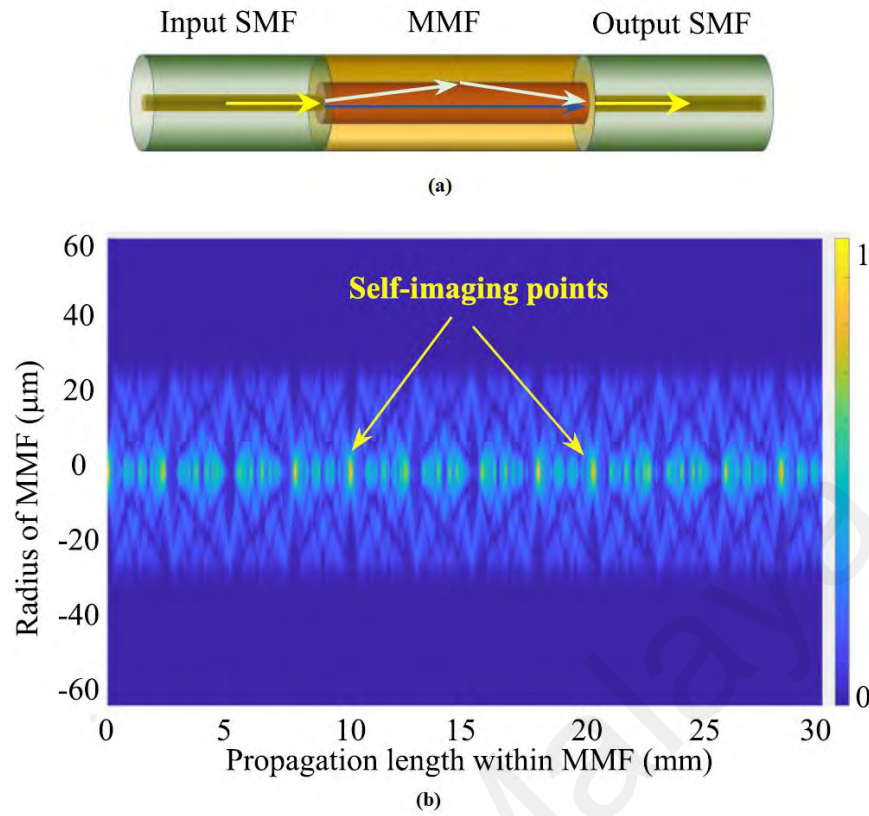 Input SMF MMF Output SMF
(a)
60
40
20
0
-20
-40
-60
Radius of MMF (µm)
Self-imaging points
1
0
0 5 10 15 20 25 30
Propagation length within MMF (mm)
(b)
Malaya